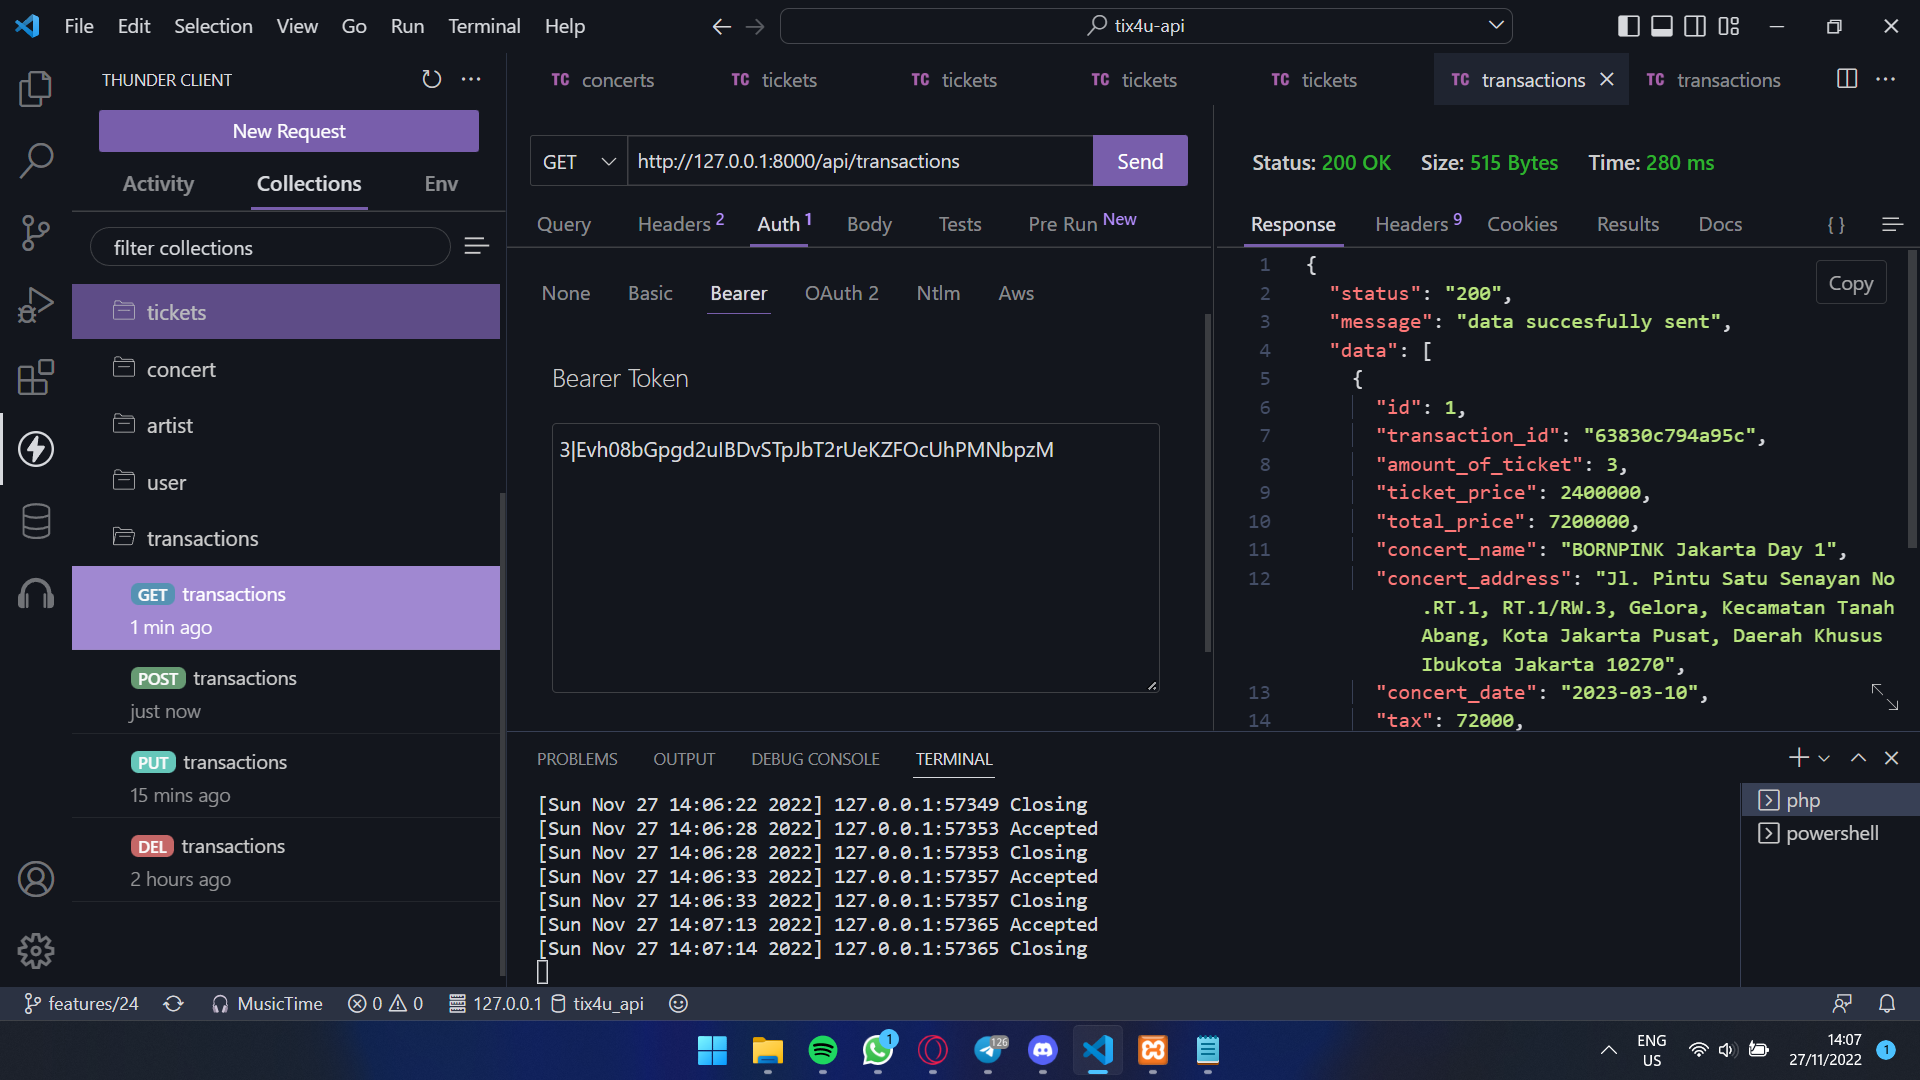 File Edit Selection View Go Run Terminal Help
tix4u-api
THUNDER CLIENT
New Request
Activity Collections Env
filter collections
tickets
concert
artist
user
transactions
GET transactions
1 min ago
POST transactions
just now
PUT transactions
15 mins ago
DEL transactions
2 hours ago
TC concerts TC tickets TC tickets TC tickets TC tickets TC transactions TC transactions
GET http://127.0.0.1:8000/api/transactions Send
Query Headers 2 Auth 1 Body Tests Pre Run New
None Basic Bearer OAuth 2 Ntlm Aws
Bearer Token
3|Evh08bGpgd2uIBDvSTpJbT2rUeKZFOcUhPMNbpzM
Status: 200 OK Size: 515 Bytes Time: 280 ms
Response Headers 9 Cookies Results Docs { }
Copy
1 {
2 "status": "200",
3 "message": "data succesfully sent",
4 "data": [
5 {
6 "id": 1,
7 "transaction_id": "63830c794a95c",
8 "amount_of_ticket": 3,
9 "ticket_price": 2400000,
10 "total_price": 7200000,
11 "concert_name": "BORNPINK Jakarta Day 1",
12 "concert_address": "Jl. Pintu Satu Senayan No
.RT.1, RT.1/RW.3, Gelora, Kecamatan Tanah
Abang, Kota Jakarta Pusat, Daerah Khusus
Ibukota Jakarta 10270",
13 "concert_date": "2023-03-10",
14 "tax": 72000,
PROBLEMS OUTPUT DEBUG CONSOLE TERMINAL
[Sun Nov 27 14:06:22 2022] 127.0.0.1:57349 Closing
[Sun Nov 27 14:06:28 2022] 127.0.0.1:57353 Accepted
[Sun Nov 27 14:06:28 2022] 127.0.0.1:57353 Closing
[Sun Nov 27 14:06:33 2022] 127.0.0.1:57357 Accepted
[Sun Nov 27 14:06:33 2022] 127.0.0.1:57357 Closing
[Sun Nov 27 14:07:13 2022] 127.0.0.1:57365 Accepted
[Sun Nov 27 14:07:14 2022] 127.0.0.1:57365 Closing
php
powershell
features/24 MusicTime 0 0 127.0.0.1 tix4u_api
1
126
ENG
US
14:07
27/11/2022
1